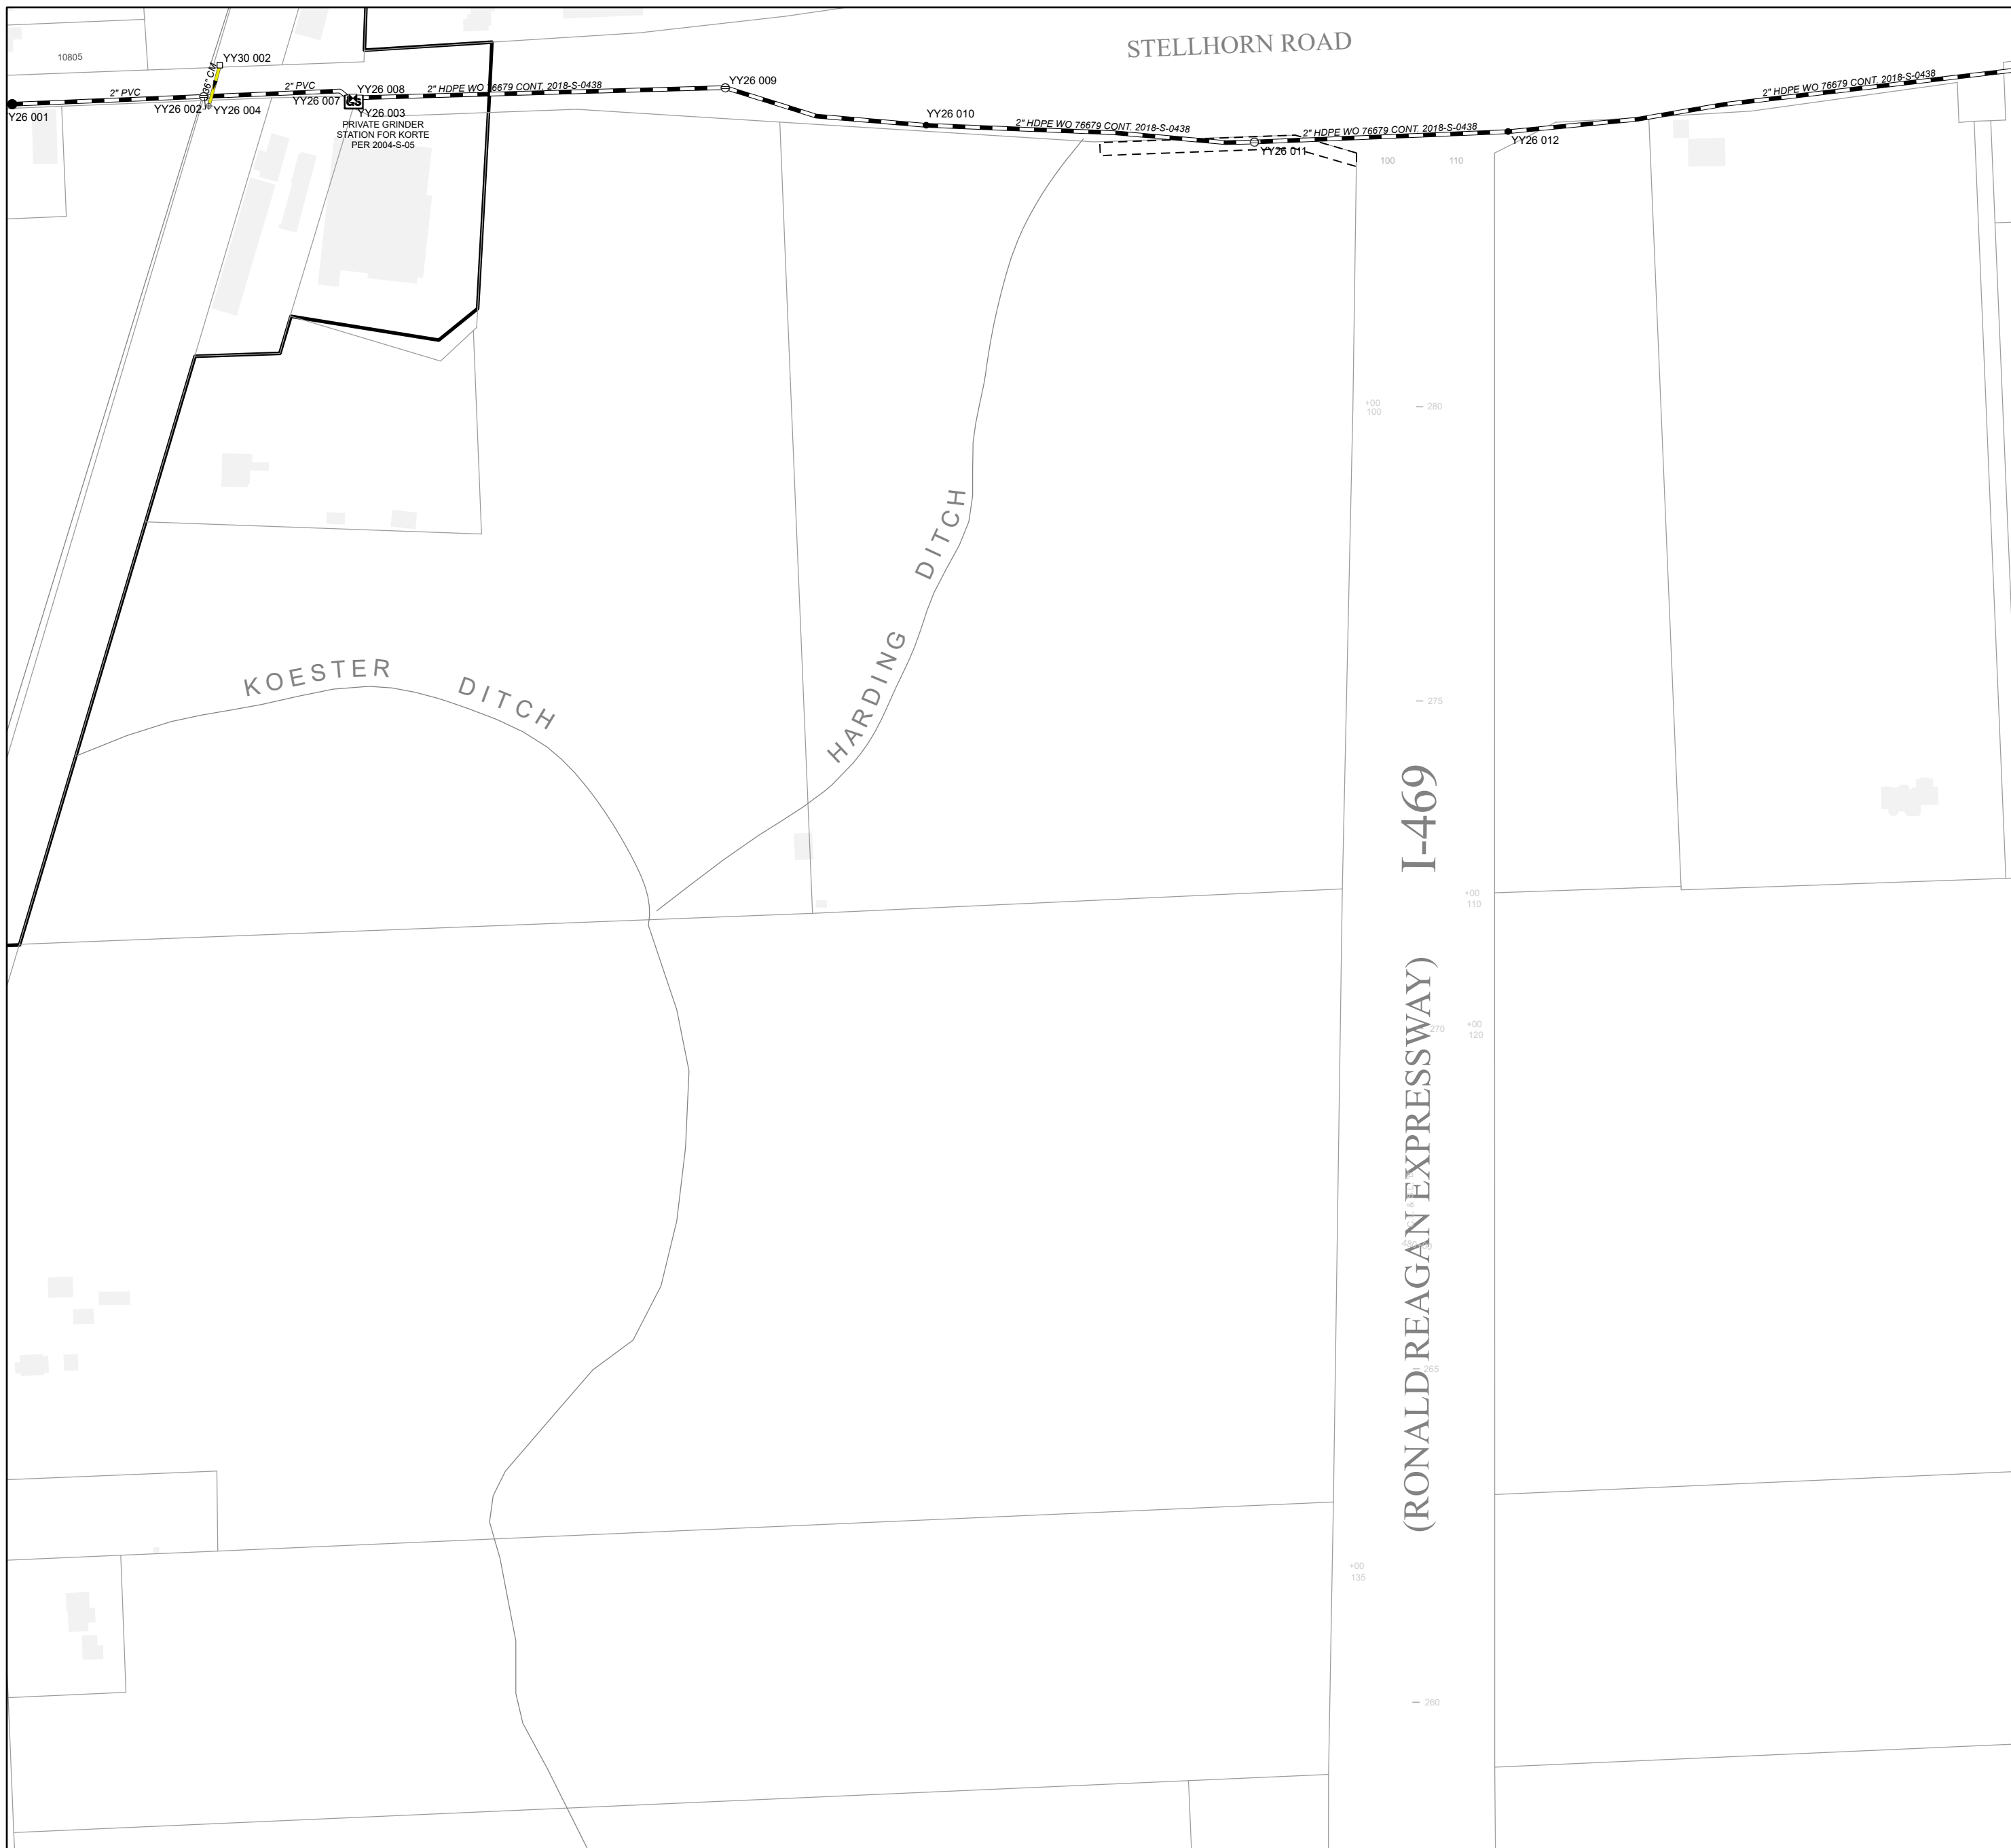 STELLHORN ROAD
10805
YY30 002
36" CM
2" PVC
2" PVC
Y26 001
YY26 002
YY26 004
YY26 007
YY26 008
YY26 003
PRIVATE GRINDER
STATION FOR KORTE
PER 2004-S-05
2" HDPE WO 76679 CONT. 2018-S-0438
YY26 009
YY26 010
2" HDPE WO 76679 CONT. 2018-S-0438
YY26 011
2" HDPE WO 76679 CONT. 2018-S-0438
YY26 012
2" HDPE WO 76679 CONT. 2018-S-0438
100
110
+00
100
280
275
KOESTER DITCH
HARDING DITCH
I-469
(RONALD REAGAN EXPRESSWAY)
+00
110
270
+00
120
265
+00
135
260